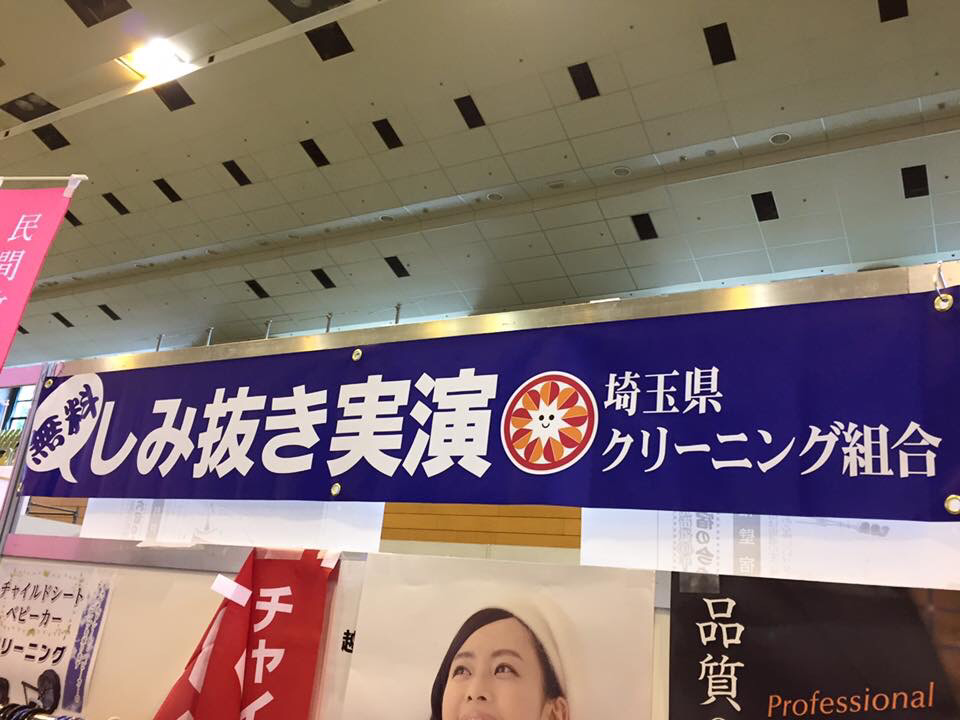 民
間
無料
しみ抜き実演
埼玉県
クリーニング組合
チャイルドシート
ベビーカー
リーニング
チャイ
品質
Professional